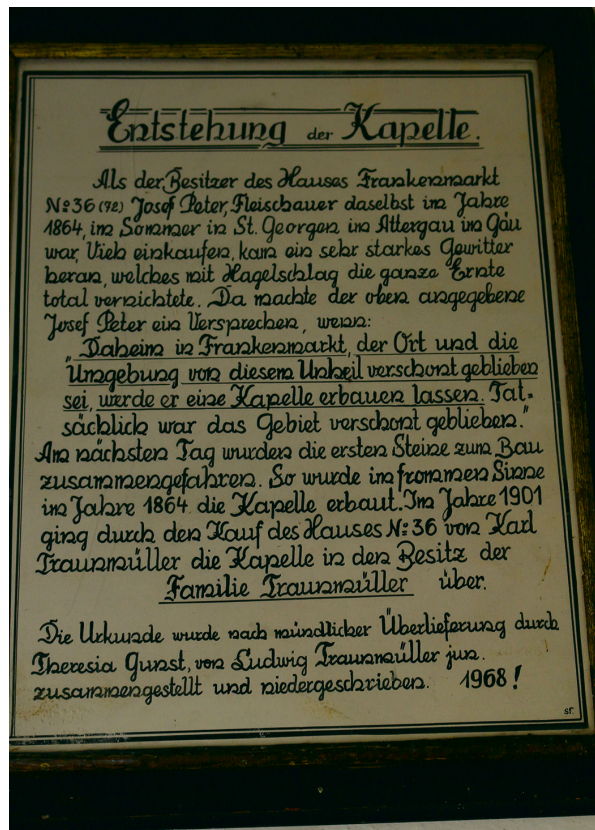 Entstehung der Kapelle.
Als der Besitzer des Hauses Frankenmarkt
No 36 (72) Josef Peter, Fleischauer daselbst im Jahre
1864, im Sommer in St. Georgen im Attergau im Gäu
war, Vieh einkaufen, kam ein sehr starkes Gewitter
heran, welches mit Hagelschlag die ganze Ernte
total vernichtete. Da machte der oben angegebene
Josef Peter ein Versprechen, wenn:
„Daheim in Frankenmarkt, der Ort und die
Umgebung von diesem Unheil verschont geblieben
sei, werde er eine Kapelle erbauen lassen. Tat=
sächlich war das Gebiet verschont geblieben."
Am nächsten Tag wurden die ersten Steine zum Bau
zusammengefahren. So wurde im frommen Sinne
im Jahre 1864 die Kapelle erbaut. Im Jahre 1901
ging durch den Kauf des Hauses No 36 von Karl
Traunmüller die Kapelle in den Besitz der
Familie Traunmüller über.
Die Urkunde wurde nach mündlicher Überlieferung durch
Theresia Gunst, von Ludwig Traunmüller jun.
zusammengestellt und niedergeschrieben. 1968!
sf.